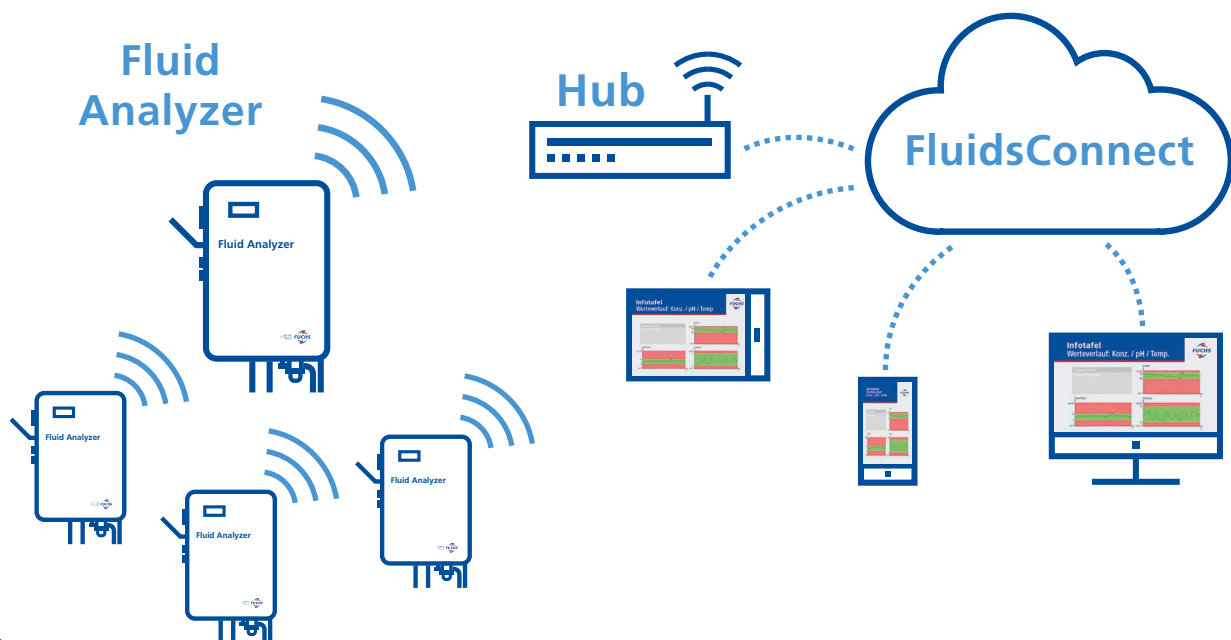 Fluid
Analyzer
Hub
FluidsConnect
Fluid Analyzer
FUCHS
Infotafel
Werteverlauf: Konz. / pH / Temp.
FUCHS
Infotafel
Werteverlauf: Konz. / pH / Temp.
FUCHS
Fluid Analyzer
FUCHS
Fluid Analyzer
FUCHS
Fluid Analyzer
FUCHS